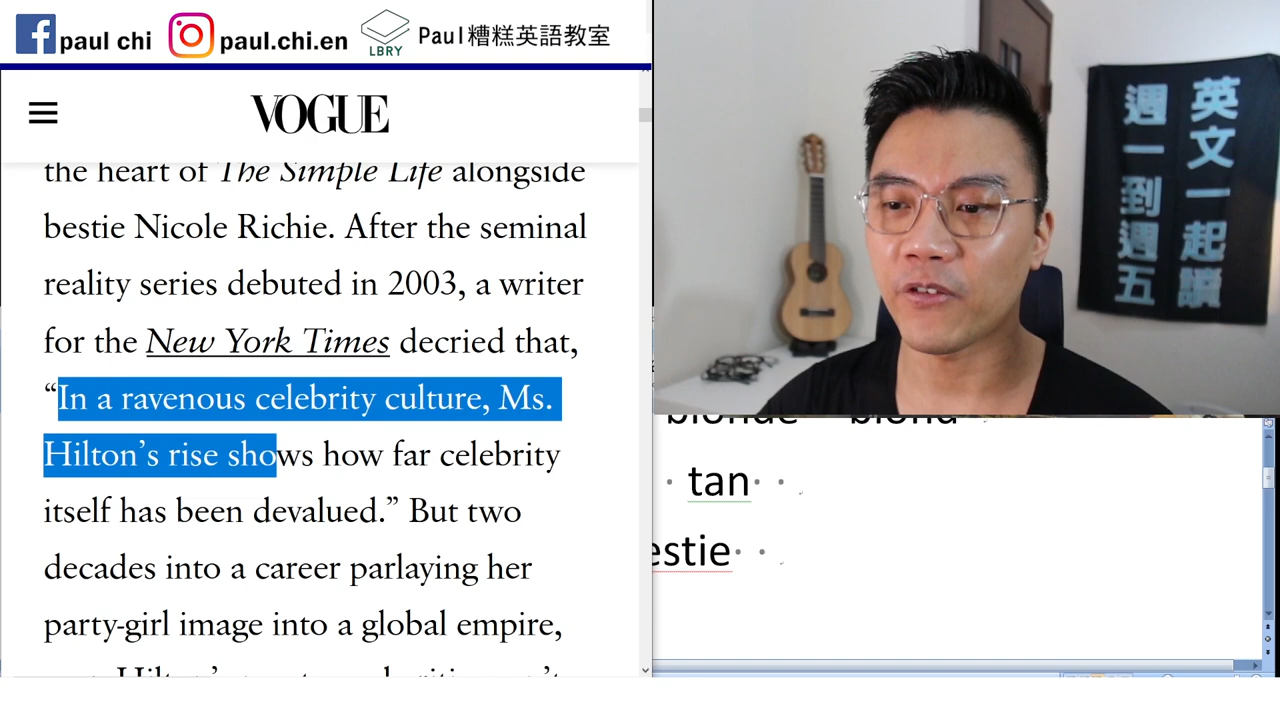 paul chi
paul.chi.en
LBRY
Paul糟糕英語教室
VOGUE
the heart of The Simple Life alongside
bestie Nicole Richie. After the seminal
reality series debuted in 2003, a writer
for the New York Times decried that,
“In a ravenous celebrity culture, Ms.
Hilton’s rise shows how far celebrity
itself has been devalued.” But two
decades into a career parlaying her
party-girl image into a global empire,
英文一起讀
週一到週五
blonde blond
tan
estie